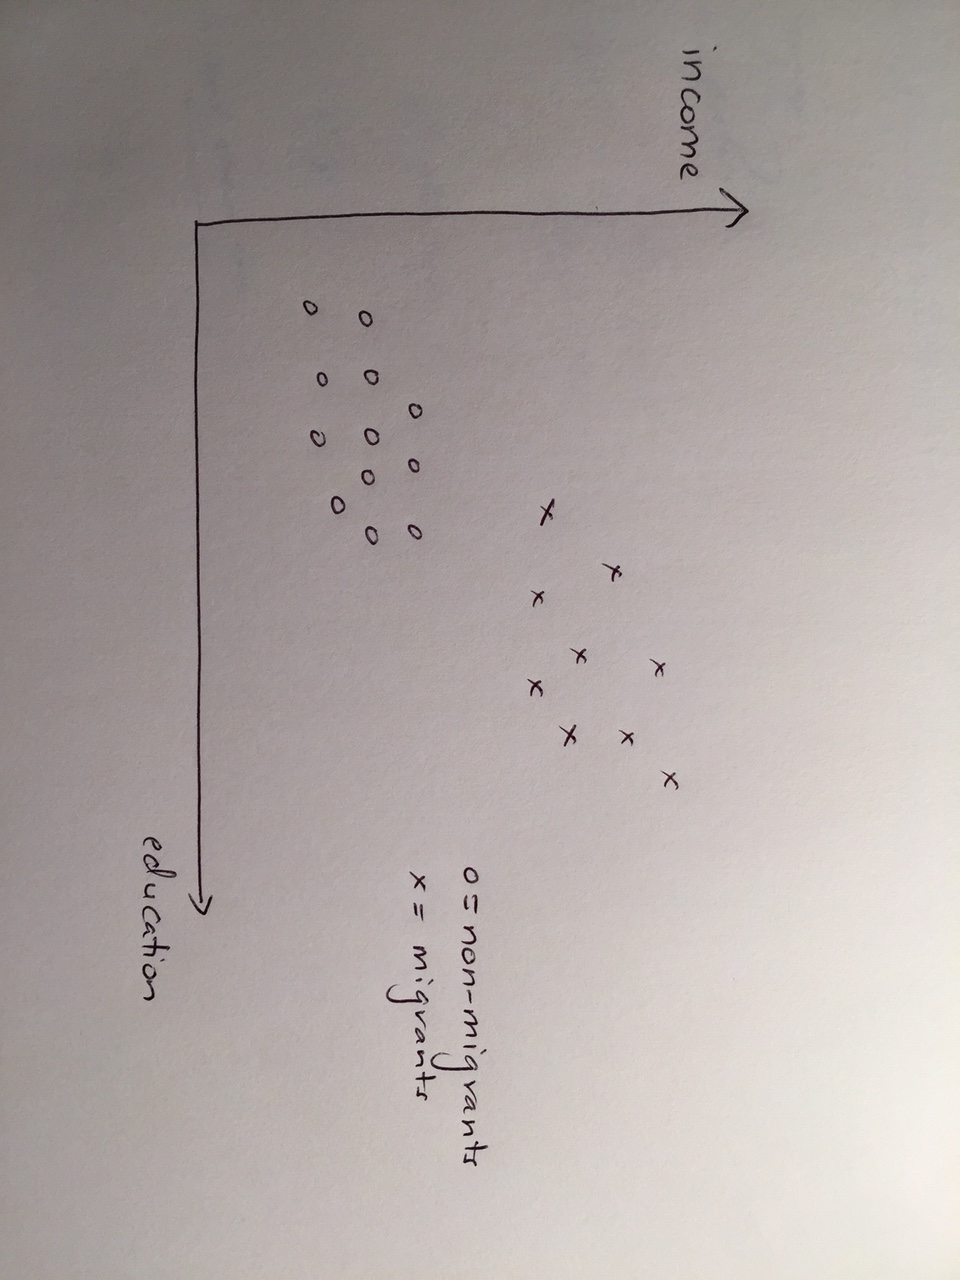 income
o = non-migrants
x = migrants
education